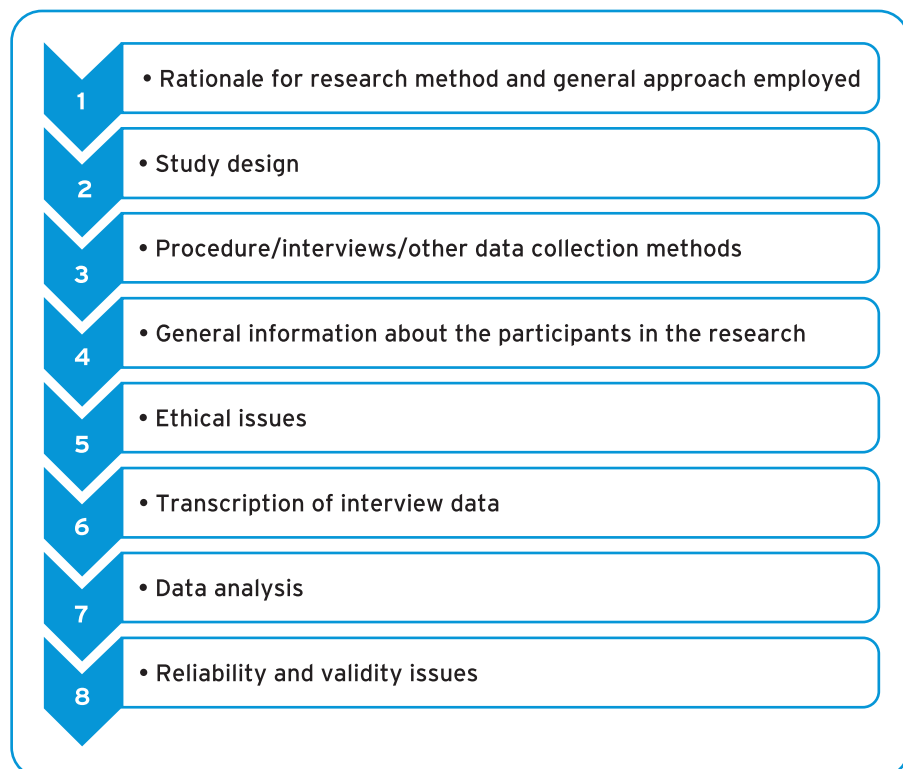 1
• Rationale for research method and general approach employed
2
• Study design
3
• Procedure/interviews/other data collection methods
4
• General information about the participants in the research
5
• Ethical issues
6
• Transcription of interview data
7
• Data analysis
8
• Reliability and validity issues